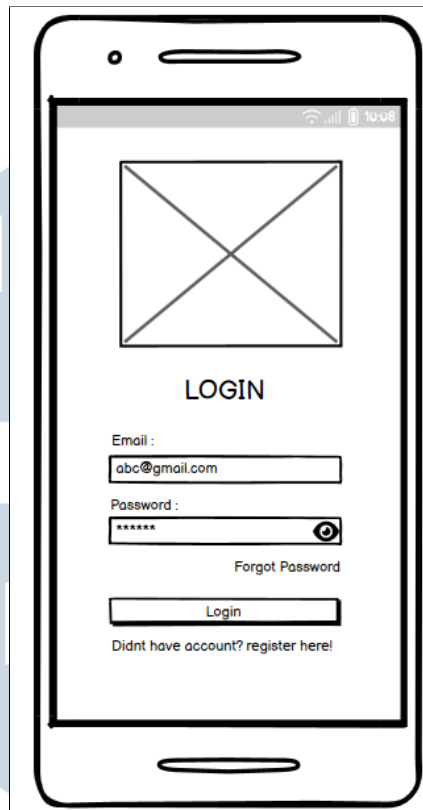 10:08
LOGIN
Email :
abc@gmail.com
Password :
******
Forgot Password
Login
Didnt have account? register here!